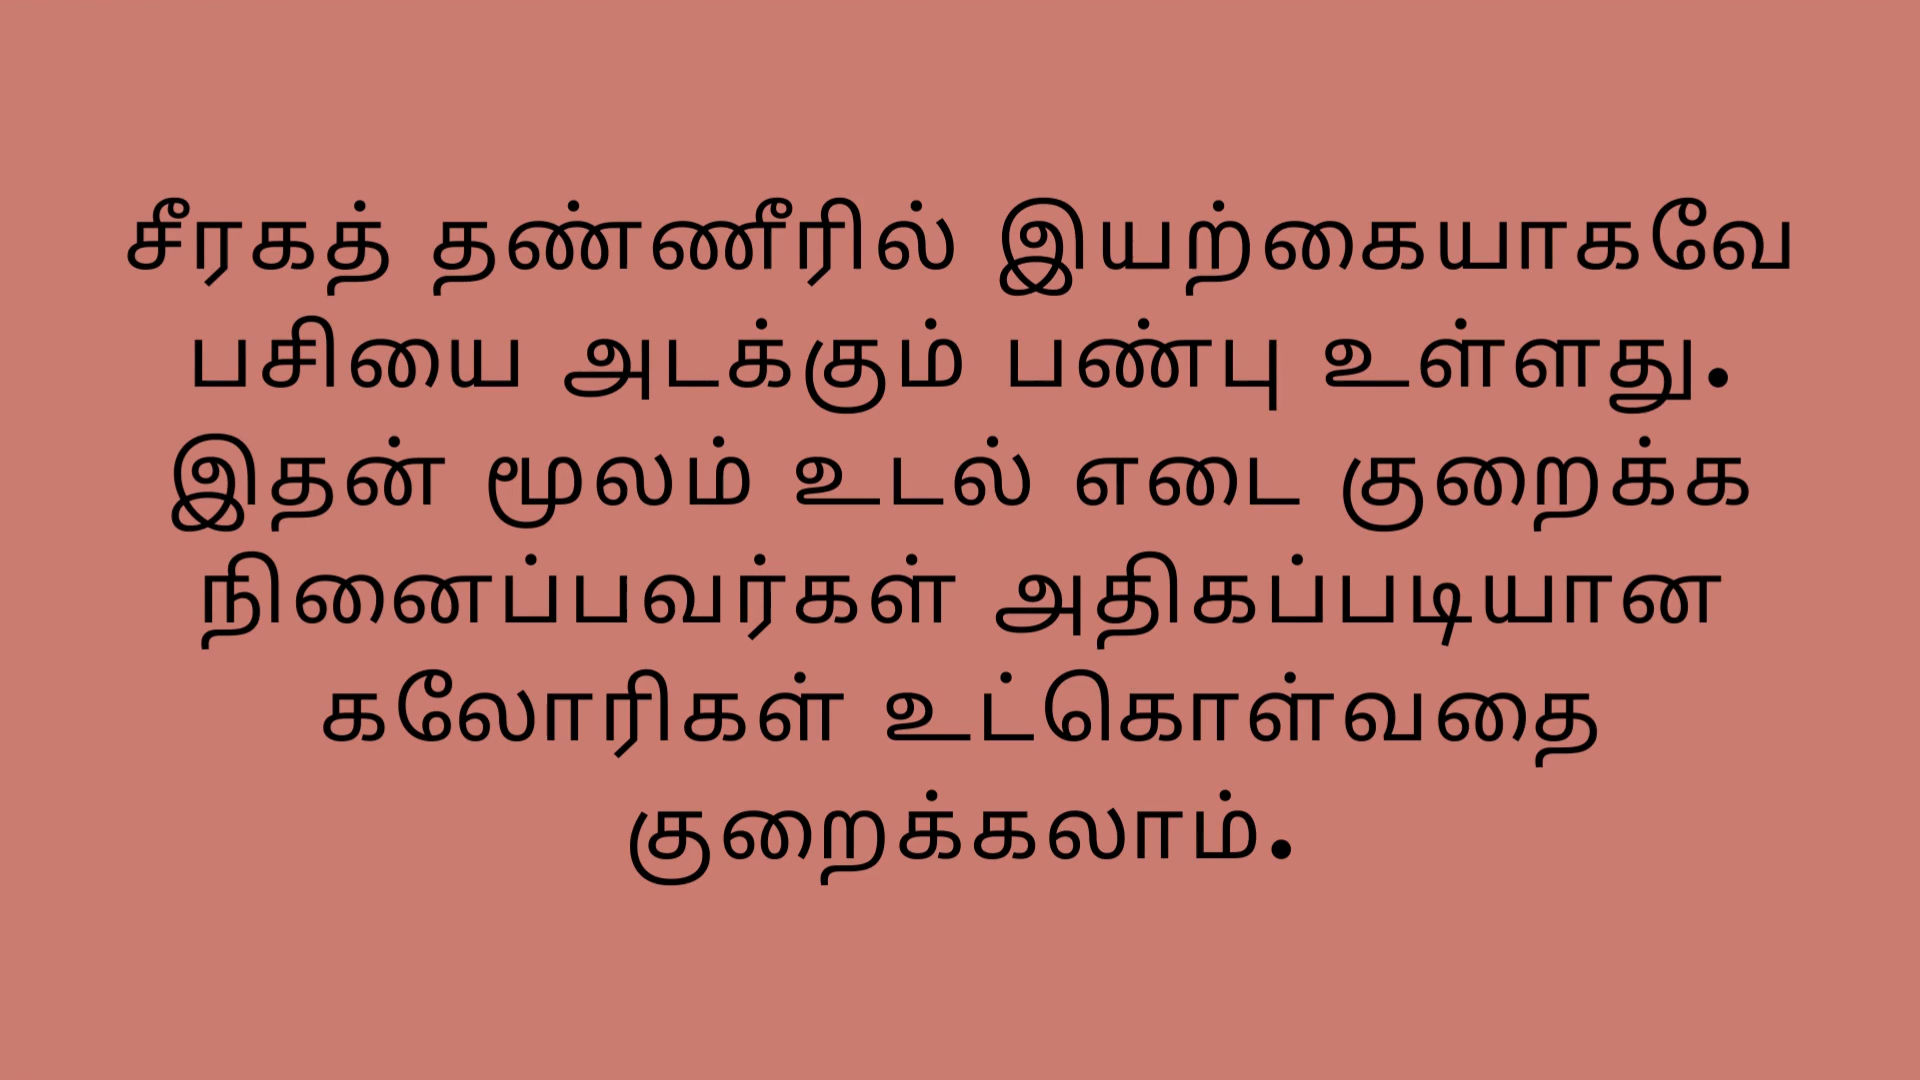 சீரகத் தண்ணீரில் இயற்கையாகவே
பசியை அடக்கும் பண்பு உள்ளது.
இதன் மூலம் உடல் எடை குறைக்க
நினைப்பவர்கள் அதிகப்படியான
கலோரிகள் உட்கொள்வதை
குறைக்கலாம்.